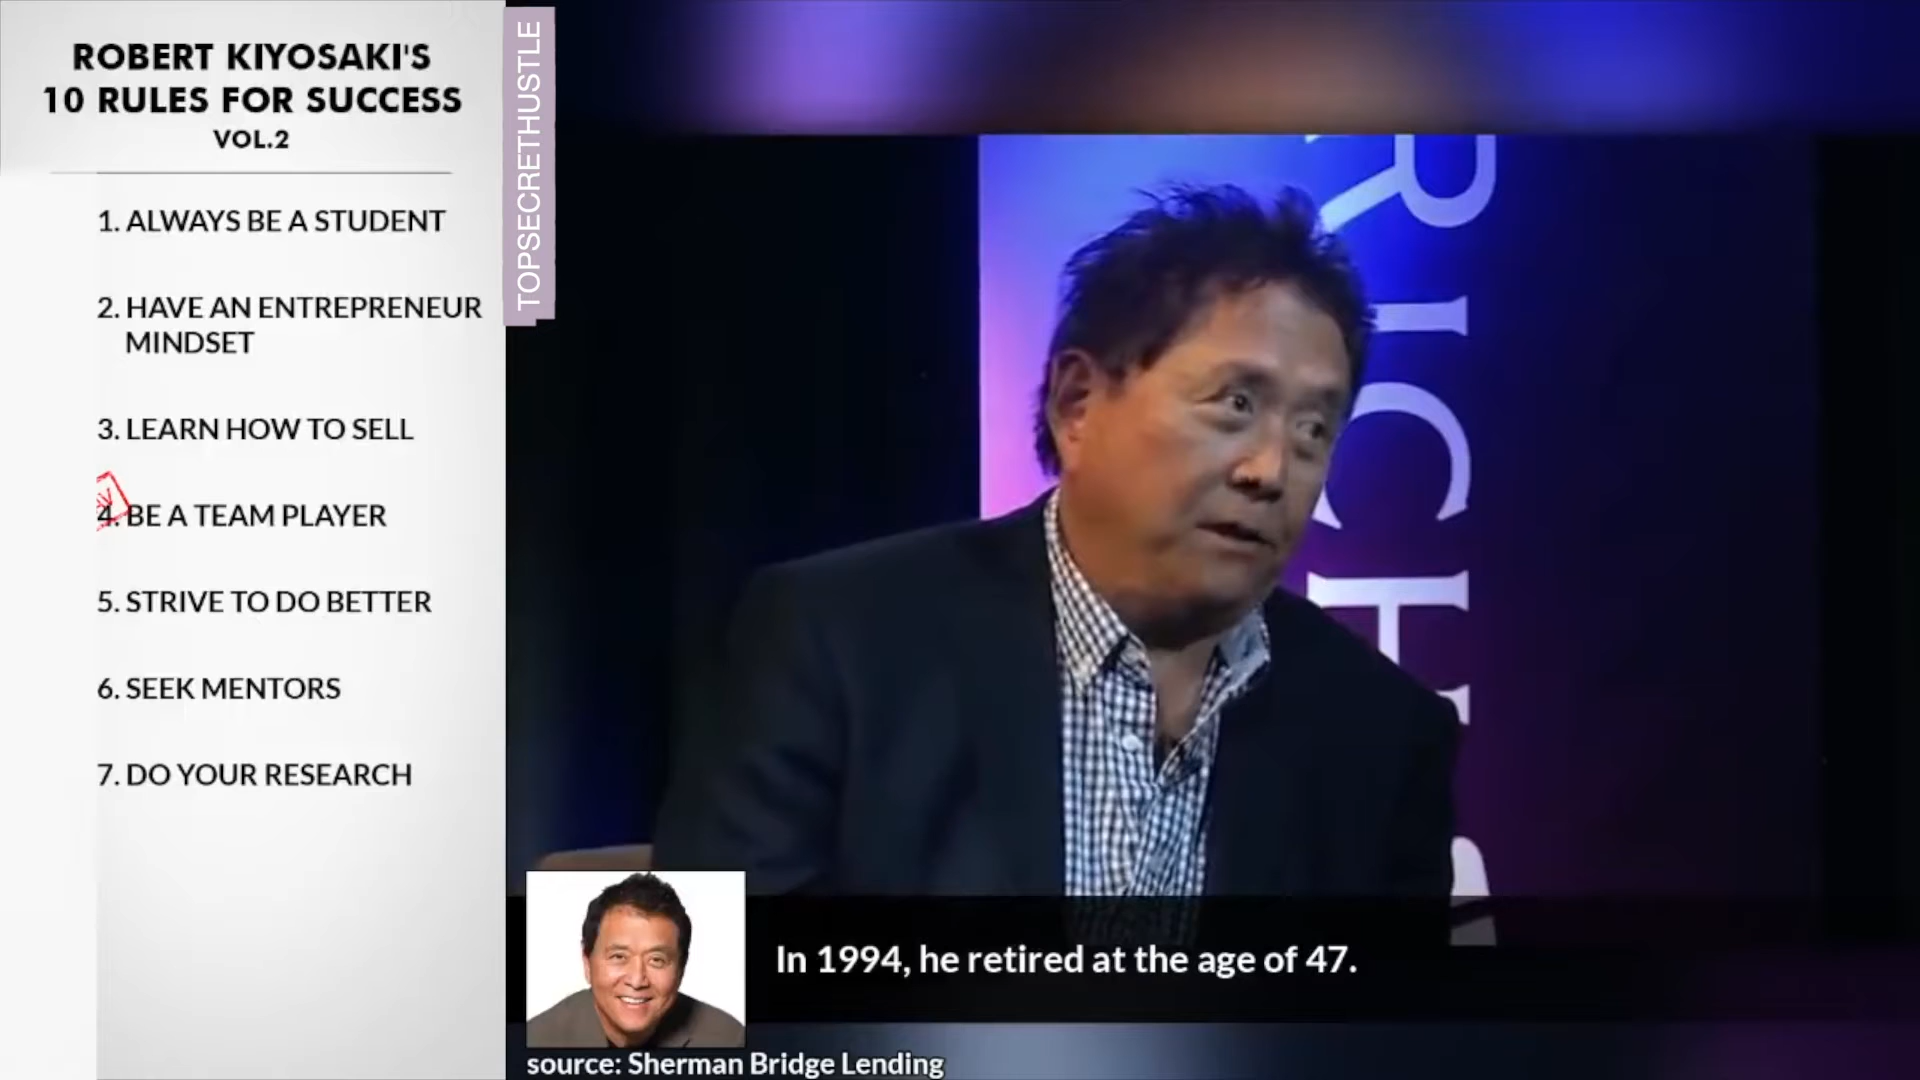 ROBERT KIYOSAKI'S
10 RULES FOR SUCCESS
VOL.2
1. ALWAYS BE A STUDENT
2. HAVE AN ENTREPRENEUR
MINDSET
3. LEARN HOW TO SELL
4. BE A TEAM PLAYER
5. STRIVE TO DO BETTER
6. SEEK MENTORS
7. DO YOUR RESEARCH
TOPSECRETHUSTLE
RICH
In 1994, he retired at the age of 47.
source: Sherman Bridge Lending